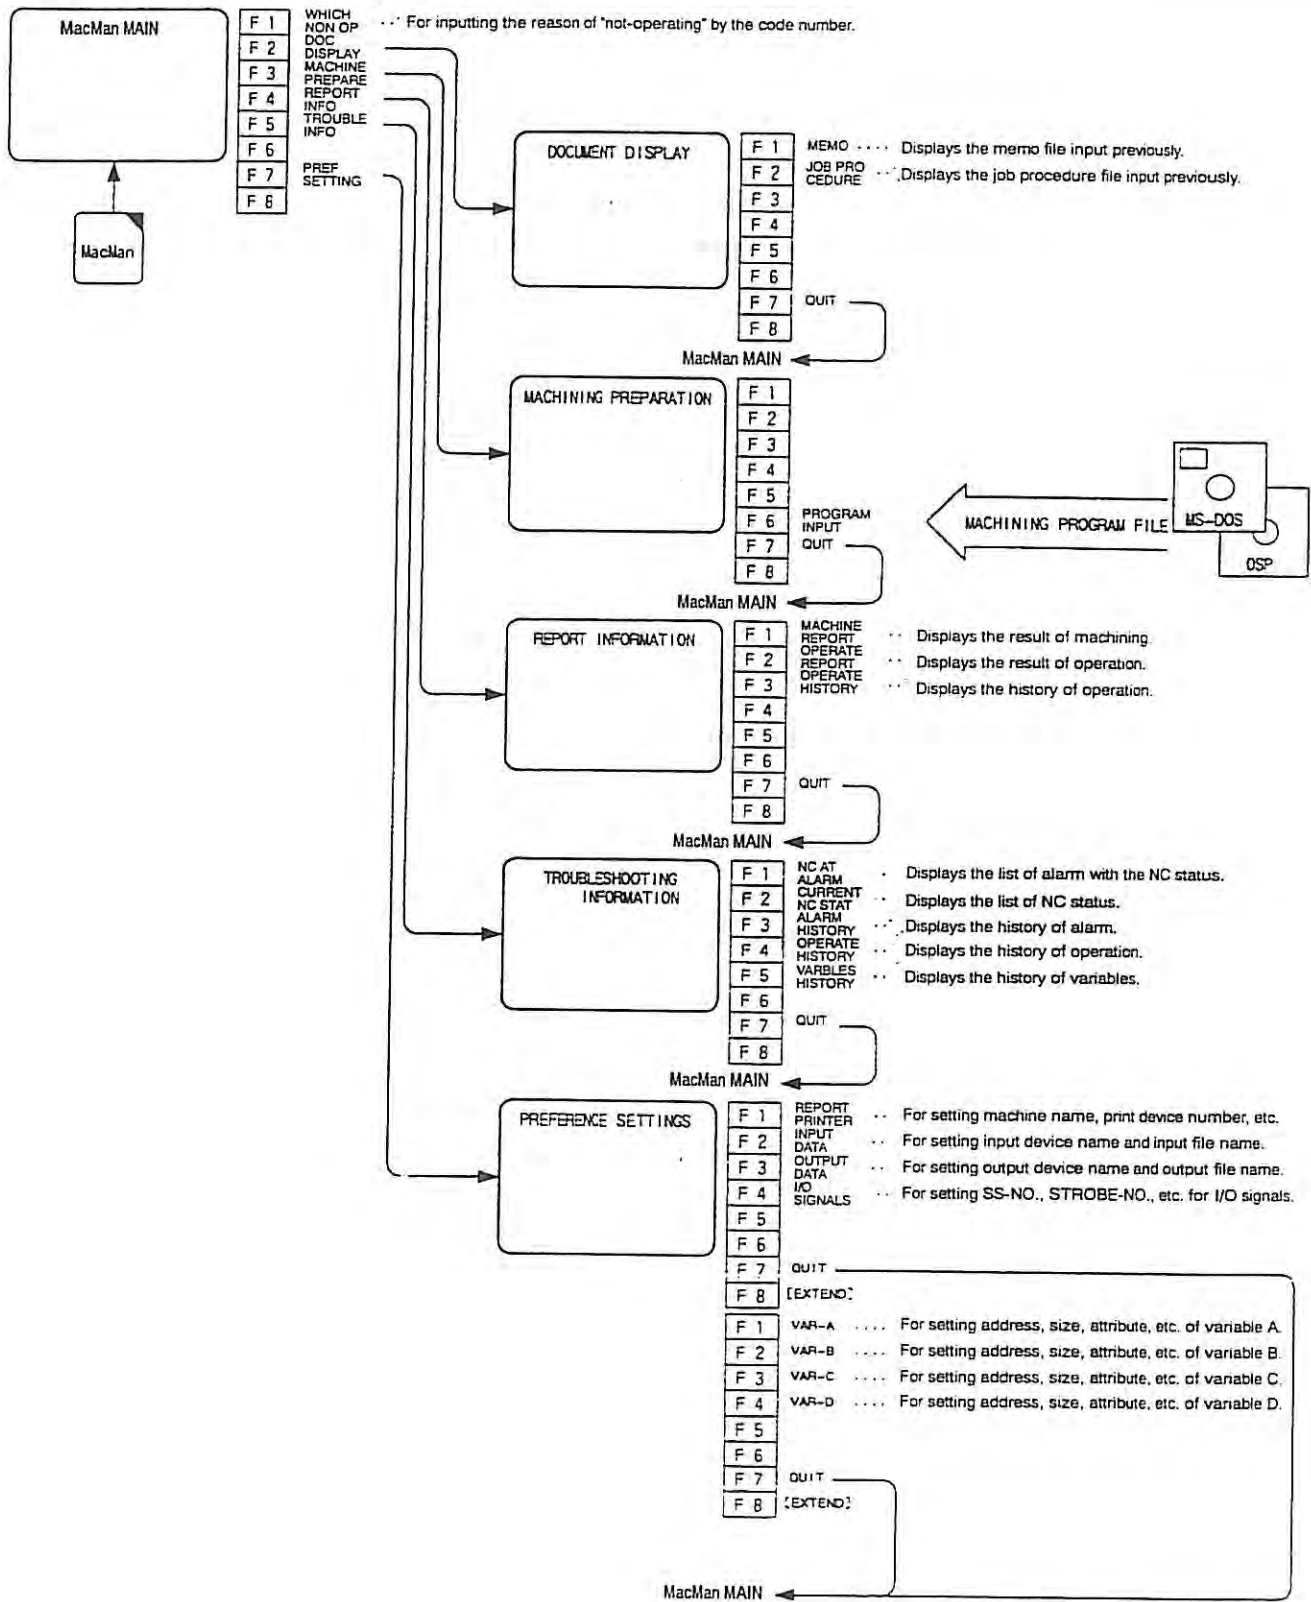 MacMan MAIN
F 1 WHICH NON OP ·· For inputting the reason of "not-operating" by the code number.
F 2 DOC DISPLAY
F 3 MACHINE PREPARE
F 4 REPORT INFO
F 5 TROUBLE INFO
F 6
F 7 PREF SETTING
F 8
MacMan
DOCUMENT DISPLAY
F 1 MEMO ···· Displays the memo file input previously.
F 2 JOB PRO CEDURE ·· Displays the job procedure file input previously.
F 3
F 4
F 5
F 6
F 7 QUIT
F 8
MacMan MAIN
MACHINING PREPARATION
F 1
F 2
F 3
F 4
F 5
F 6 PROGRAM INPUT
F 7 QUIT
F 8
MACHINING PROGRAM FILE
MS-DOS
OSP
MacMan MAIN
REPORT INFORMATION
F 1 MACHINE REPORT ·· Displays the result of machining.
F 2 OPERATE REPORT ·· Displays the result of operation.
F 3 OPERATE HISTORY ·· Displays the history of operation.
F 4
F 5
F 6
F 7 QUIT
F 8
MacMan MAIN
TROUBLESHOOTING
INFORMATION
F 1 NC AT ALARM · Displays the list of alarm with the NC status.
F 2 CURRENT NC STAT · Displays the list of NC status.
F 3 ALARM HISTORY ·· Displays the history of alarm.
F 4 OPERATE HISTORY ·· Displays the history of operation.
F 5 VARBLES HISTORY ·· Displays the history of variables.
F 6
F 7 QUIT
F 8
MacMan MAIN
PREFERENCE SETTINGS
F 1 REPORT PRINTER ·· For setting machine name, print device number, etc.
F 2 INPUT DATA ·· For setting input device name and input file name.
F 3 OUTPUT DATA ·· For setting output device name and output file name.
F 4 I/O SIGNALS ·· For setting SS-NO., STROBE-NO., etc. for I/O signals.
F 5
F 6
F 7 QUIT
F 8 [EXTEND]
F 1 VAR-A ···· For setting address, size, attribute, etc. of variable A.
F 2 VAR-B ···· For setting address, size, attribute, etc. of variable B.
F 3 VAR-C ···· For setting address, size, attribute, etc. of variable C.
F 4 VAR-D ···· For setting address, size, attribute, etc. of variable D.
F 5
F 6
F 7 QUIT
F 8 [EXTEND]
MacMan MAIN